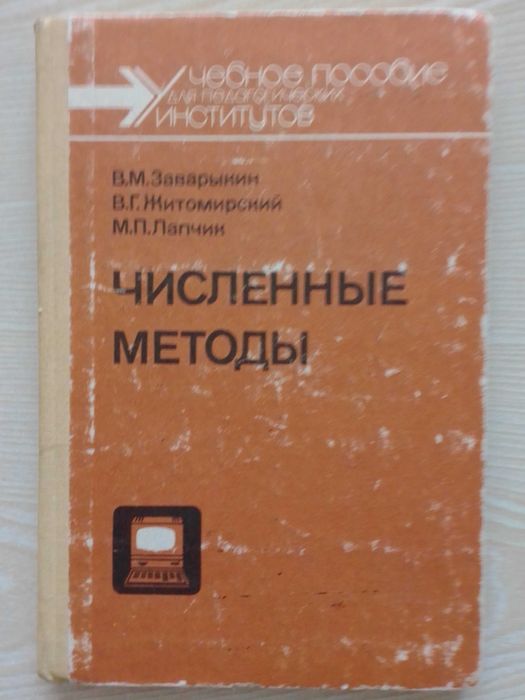 Учебное пособие
для педагогических
институтов
В.М.Заварыкин
В.Г.Житомирский
М.П.Лапчик
ЧИСЛЕННЫЕ
МЕТОДЫ